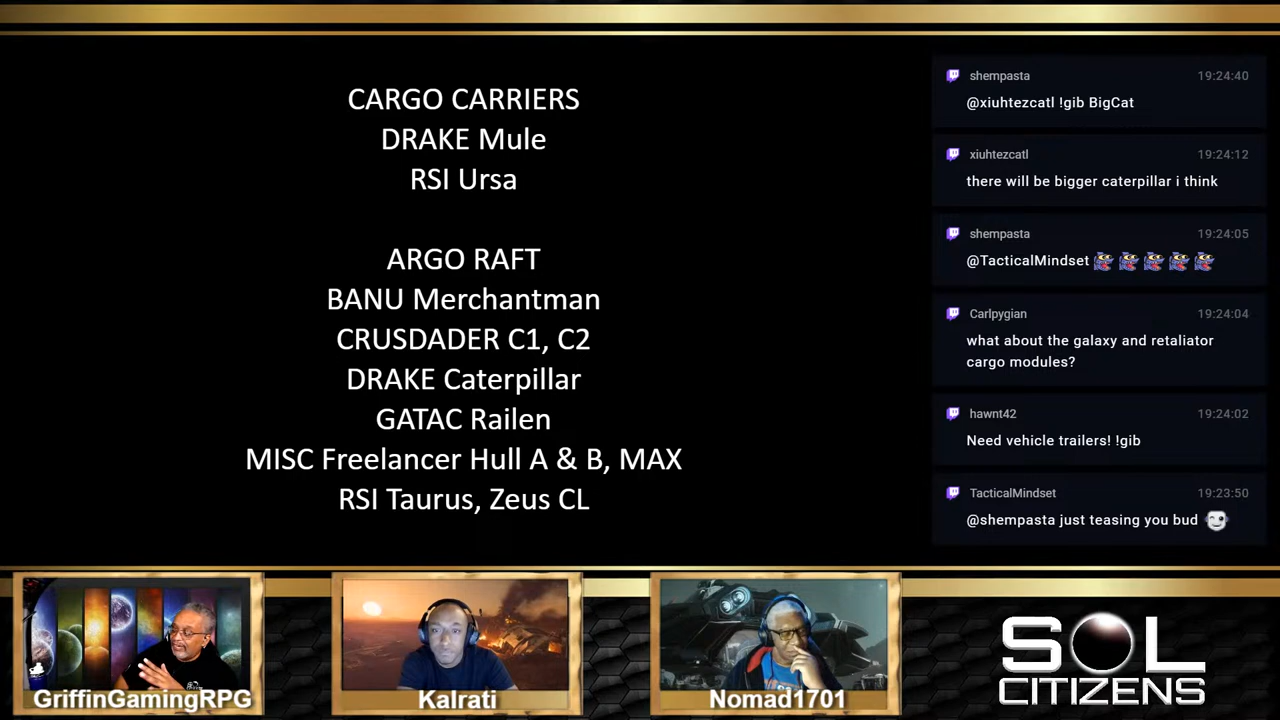 CARGO CARRIERS
DRAKE Mule
RSI Ursa
ARGO RAFT
BANU Merchantman
CRUSDADER C1, C2
DRAKE Caterpillar
GATAC Railen
MISC Freelancer Hull A & B, MAX
RSI Taurus, Zeus CL
shempasta 19:24:40
@xiuhtezcatl !gib BigCat
xiuhtezcatl 19:24:12
there will be bigger caterpillar i think
shempasta 19:24:05
@TacticalMindset
Carlpygian 19:24:04
what about the galaxy and retaliator
cargo modules?
hawnt42 19:24:02
Need vehicle trailers! !gib
TacticalMindset 19:23:50
@shempasta just teasing you bud
GriffinGamingRPG
Kalrati
Nomad1701
SOL
CITIZENS